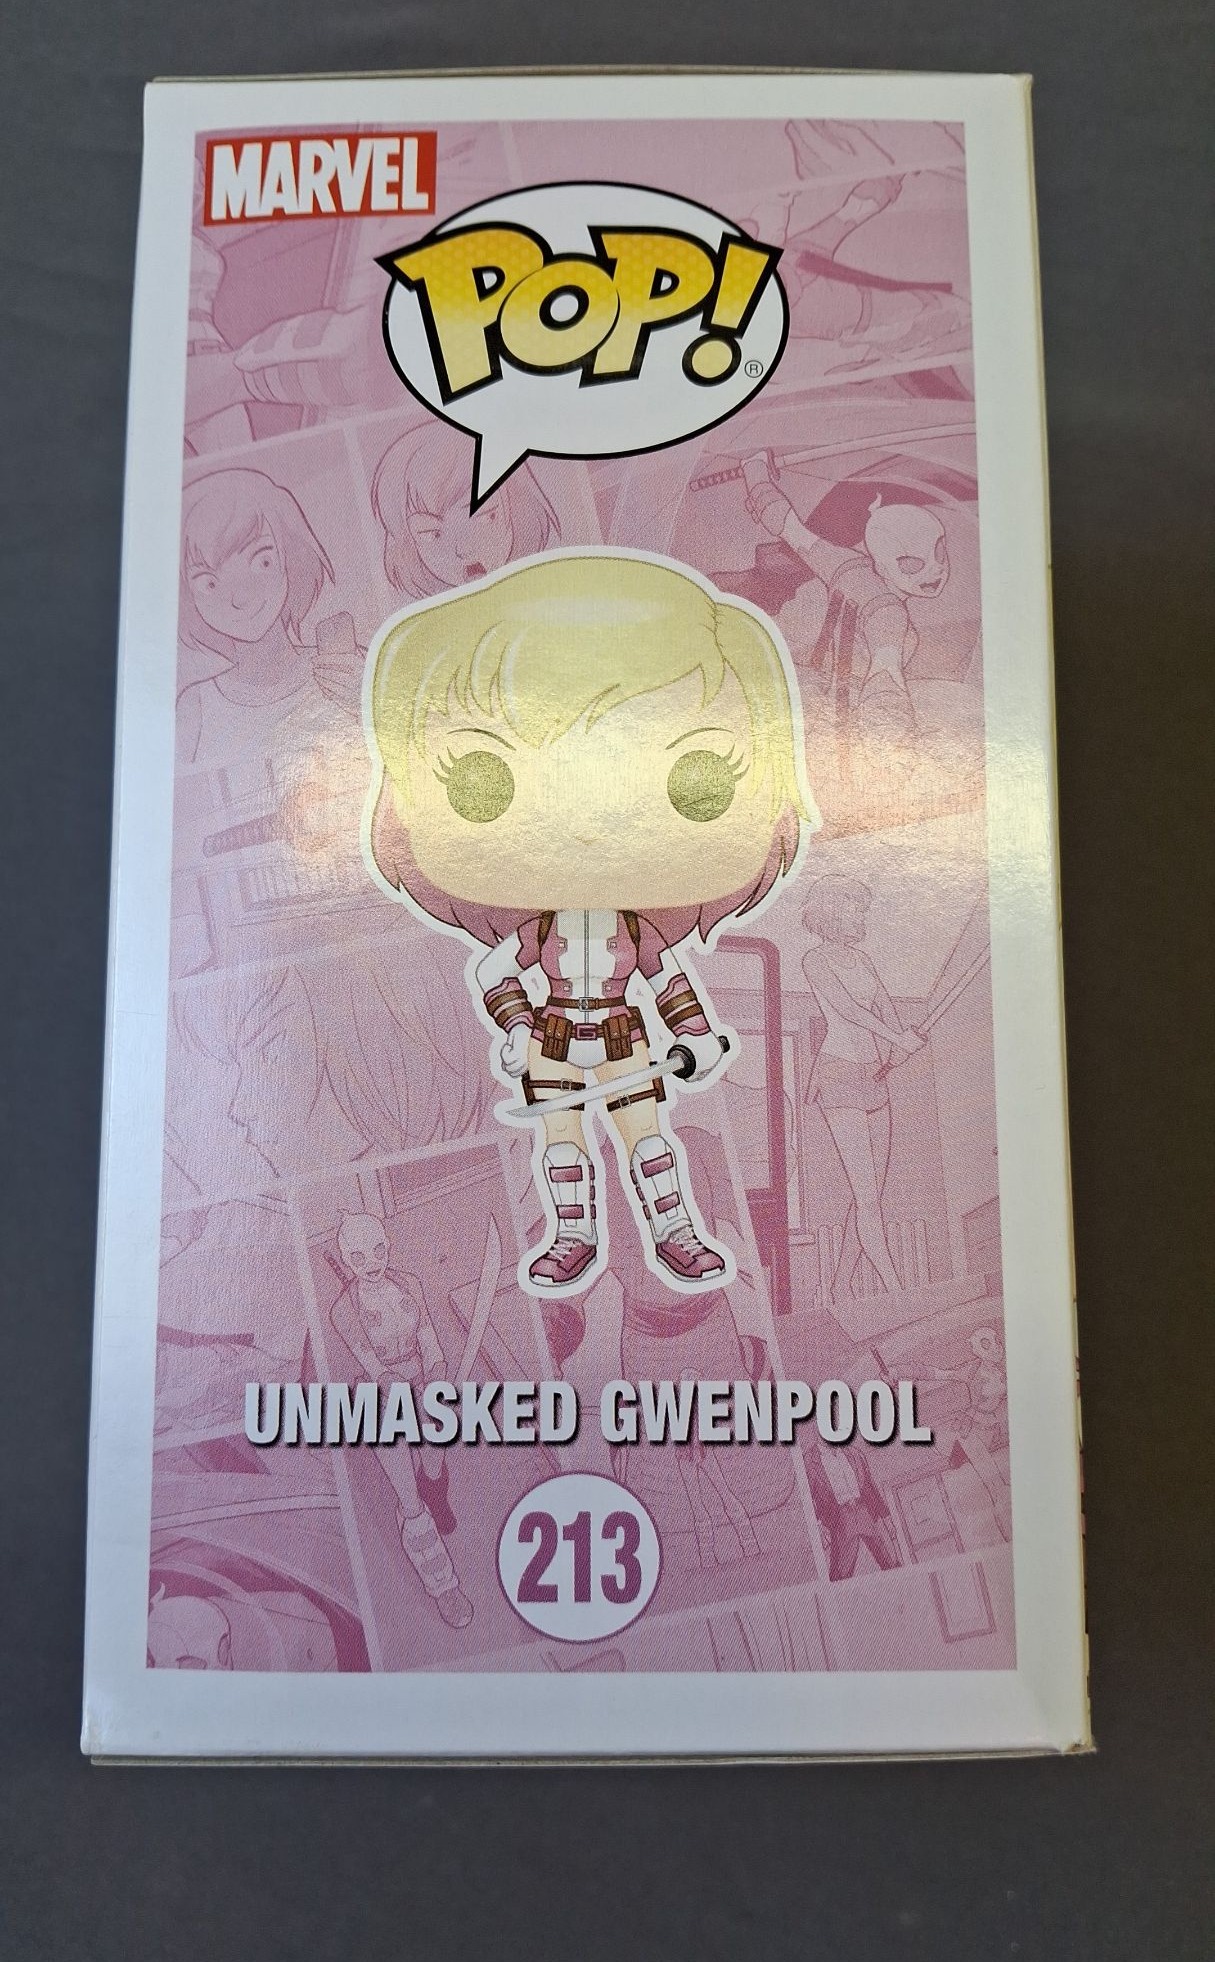 MARVEL
POP!
®
UNMASKED GWENPOOL
213